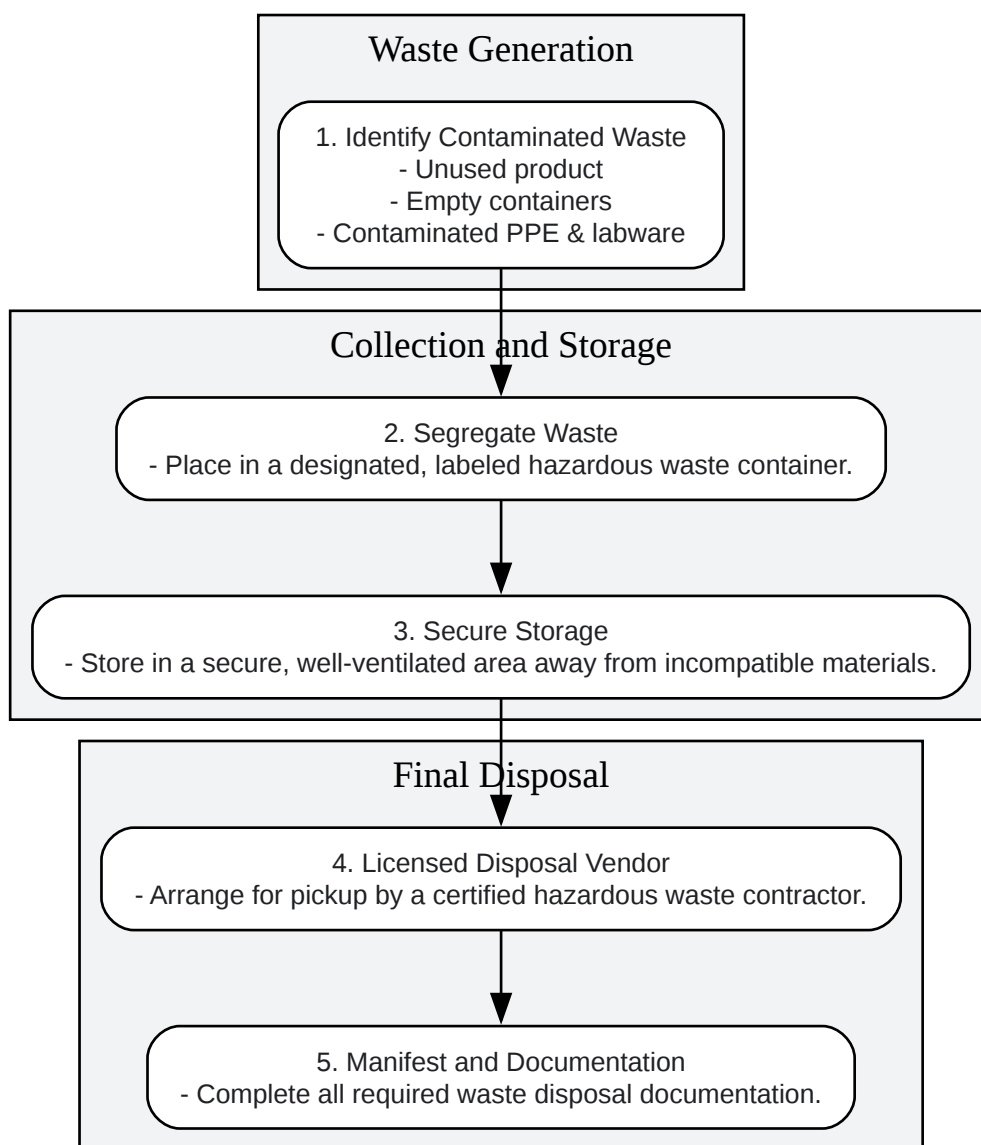 Waste Generation
1. Identify Contaminated Waste
- Unused product
- Empty containers
- Contaminated PPE & labware
Collection and Storage
2. Segregate Waste
- Place in a designated, labeled hazardous waste container.
3. Secure Storage
- Store in a secure, well-ventilated area away from incompatible materials.
Final Disposal
4. Licensed Disposal Vendor
- Arrange for pickup by a certified hazardous waste contractor.
5. Manifest and Documentation
- Complete all required waste disposal documentation.